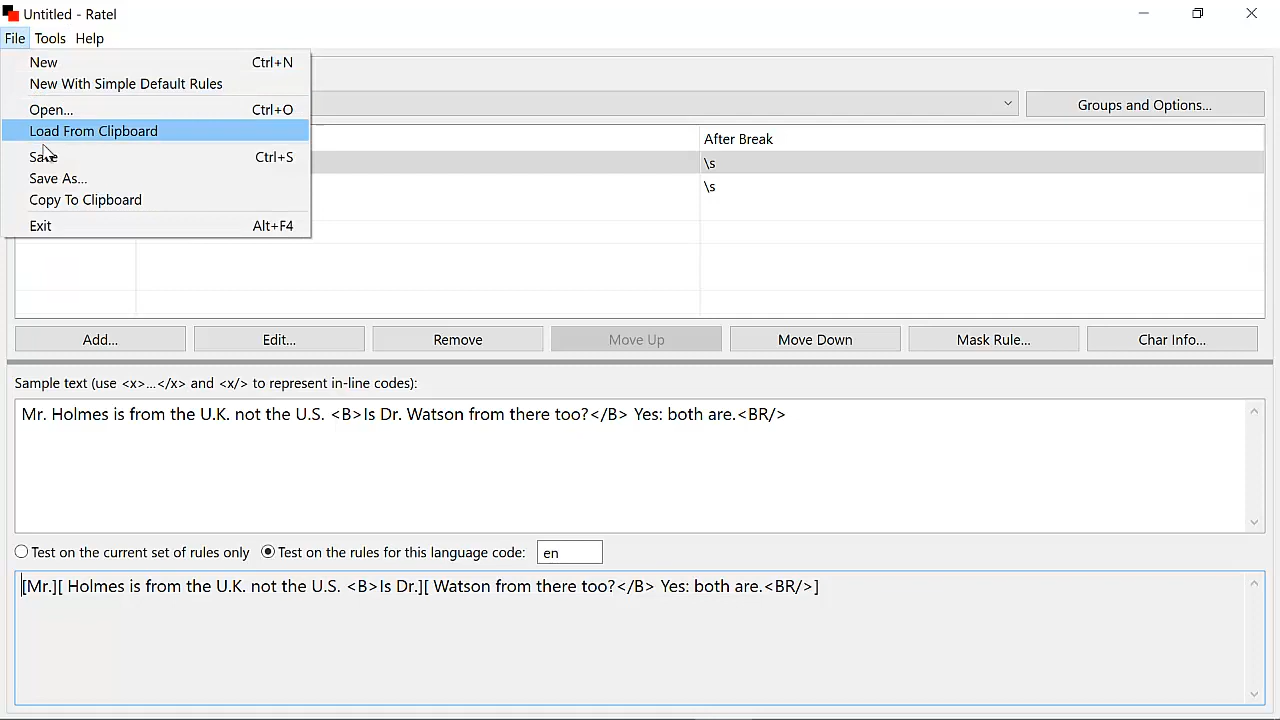 Untitled - Ratel
File Tools Help
New Ctrl+N
New With Simple Default Rules
Open... Ctrl+O
Load From Clipboard
Save Ctrl+S
Save As...
Copy To Clipboard
Exit Alt+F4
Groups and Options...
After Break
\s
\s
Add... Edit... Remove Move Up Move Down Mask Rule... Char Info...
Sample text (use <x>...</x> and <x/> to represent in-line codes):
Mr. Holmes is from the U.K. not the U.S. <B>Is Dr. Watson from there too?</B> Yes: both are.<BR/>
Test on the current set of rules only Test on the rules for this language code: en
[Mr.][ Holmes is from the U.K. not the U.S. <B>Is Dr.][ Watson from there too?</B> Yes: both are.<BR/>]